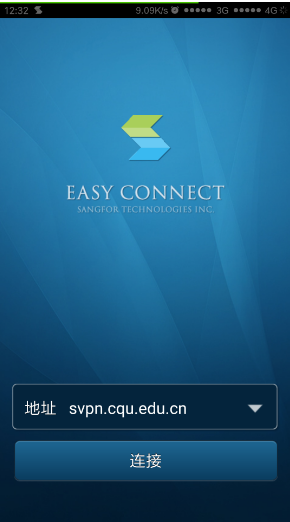 12:32 9.09K/s 3G 4G
EASY CONNECT
SANGFOR TECHNOLOGIES INC.
地址 svpn.cqu.edu.cn
连接